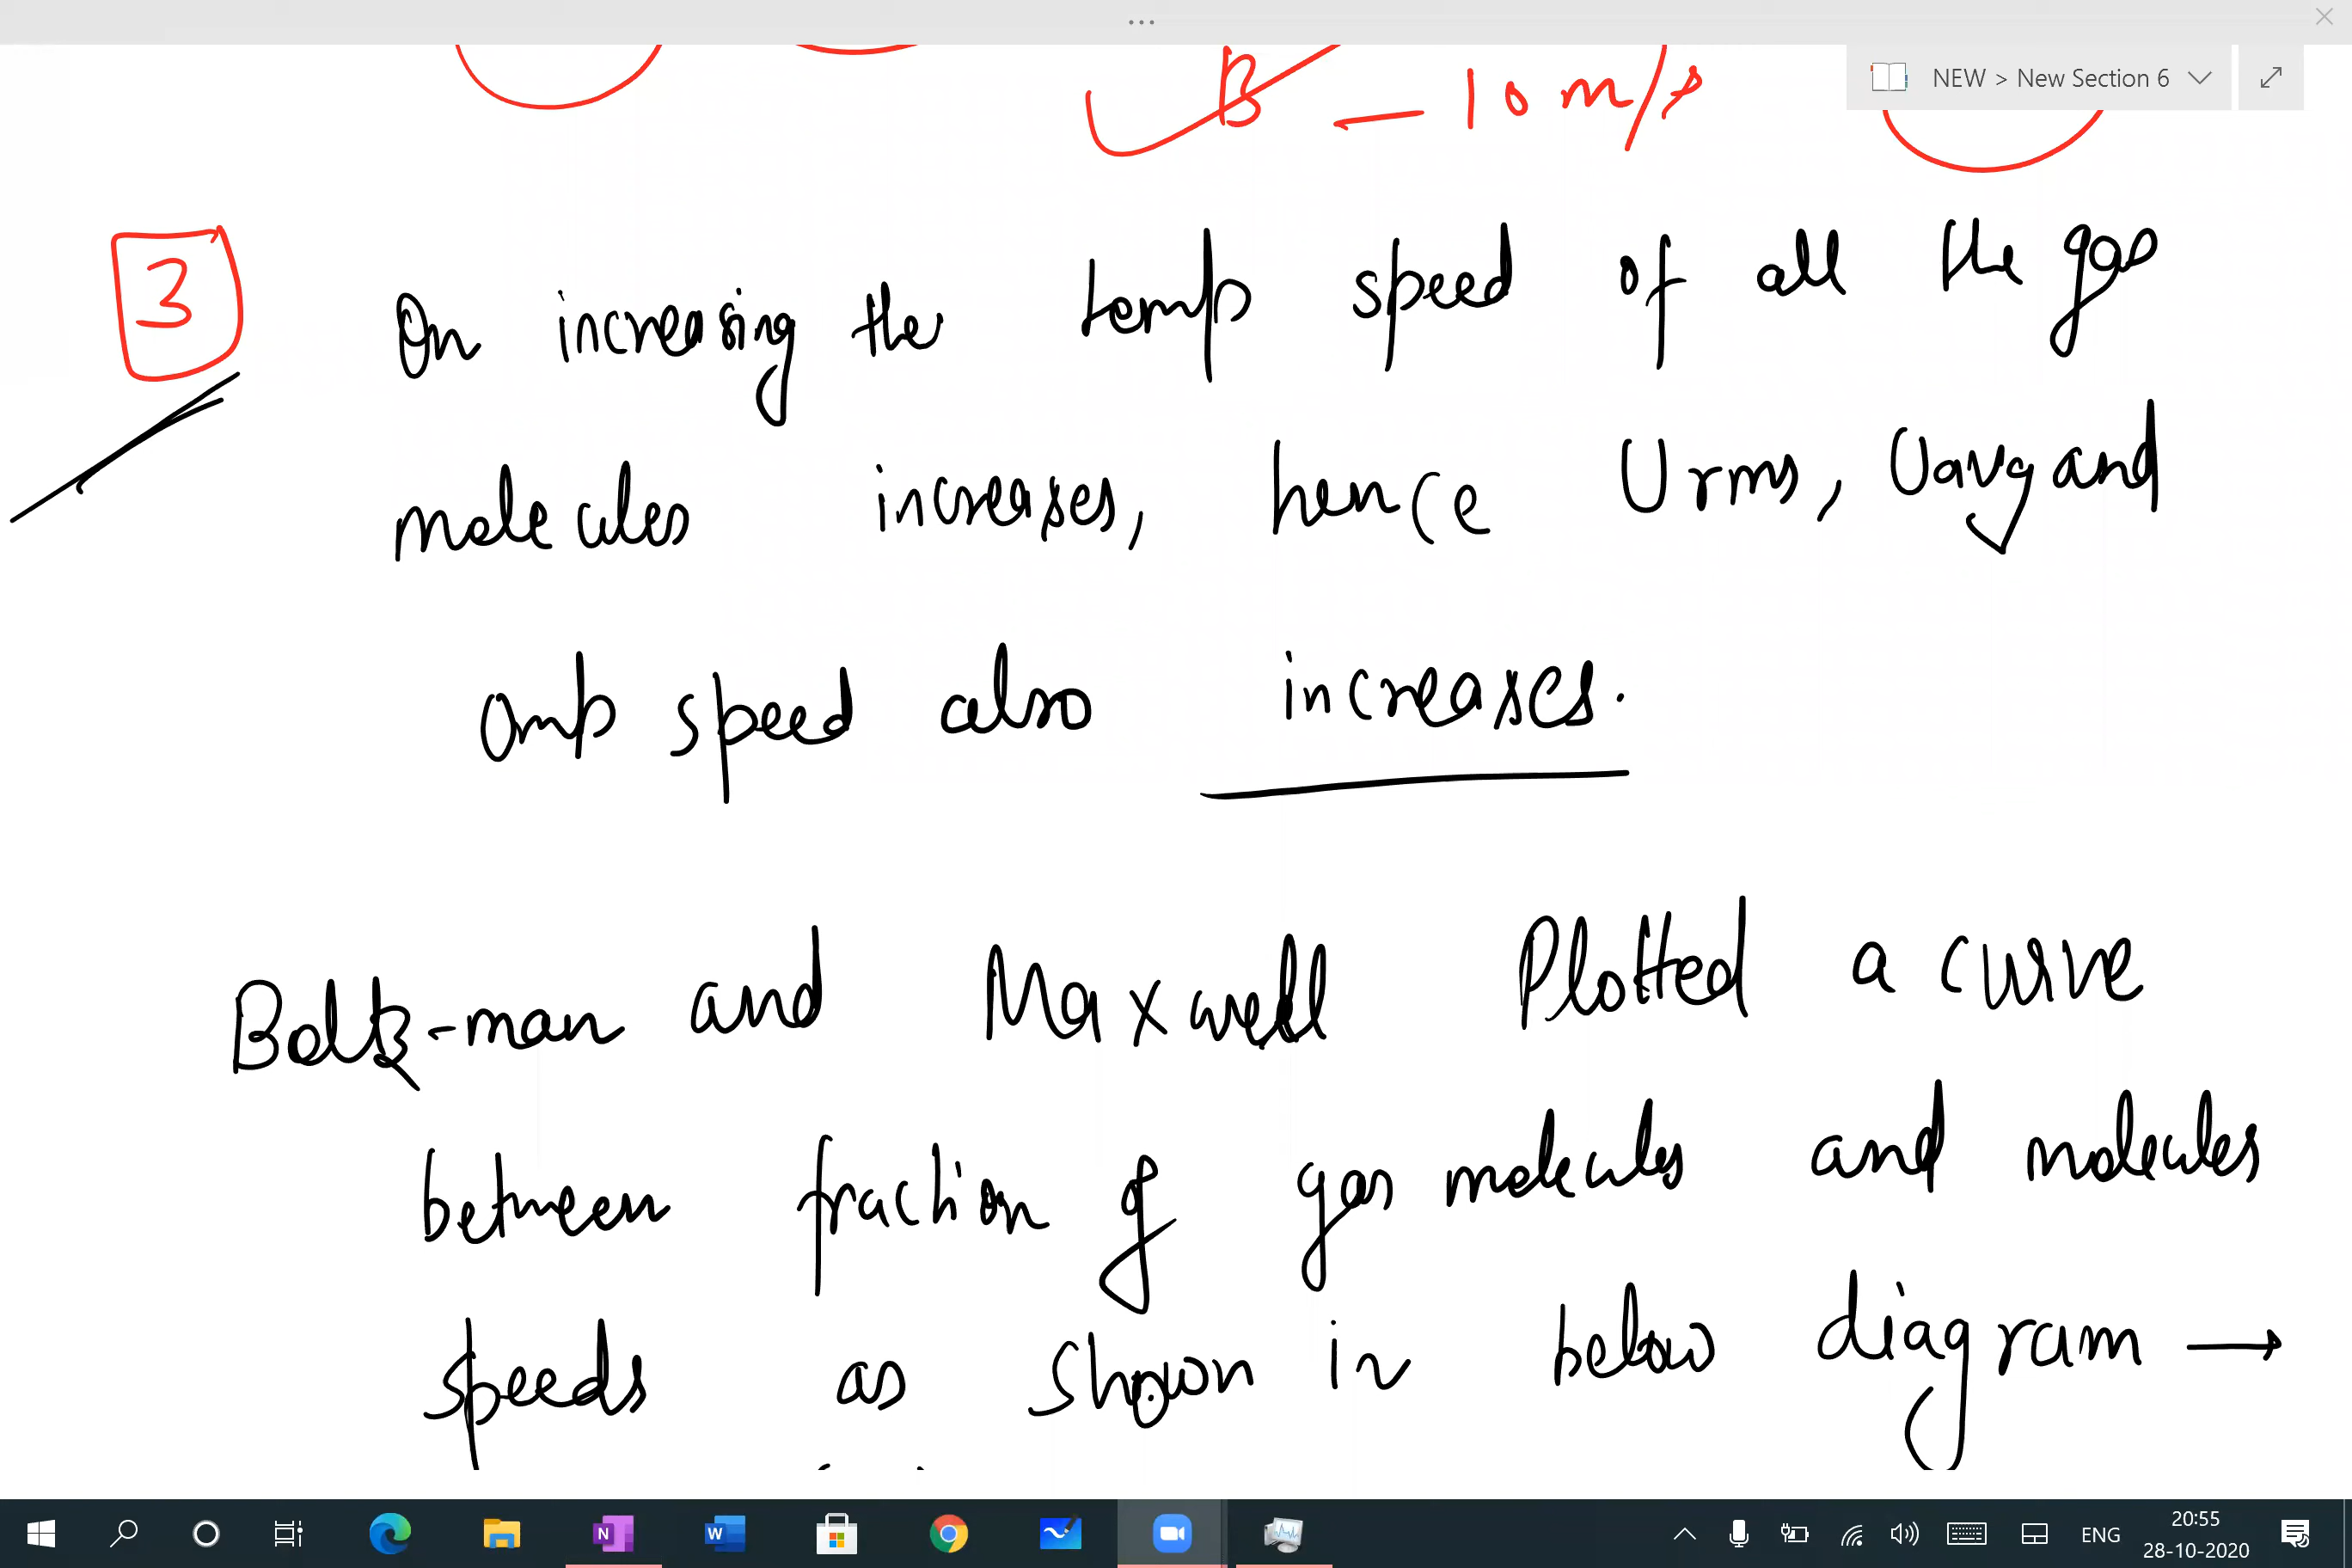 ...
NEW > New Section 6
B - 10 m/s
3
On increasing the temp speed of all the gas
molecules increases, hence Urms, Uavg and
Ump speed also increases.
Boltz-man and Maxwell Plotted a curve
between fraction of gas molecules and molecules
speeds as shown in below diagram →
ENG
20:55
28-10-2020